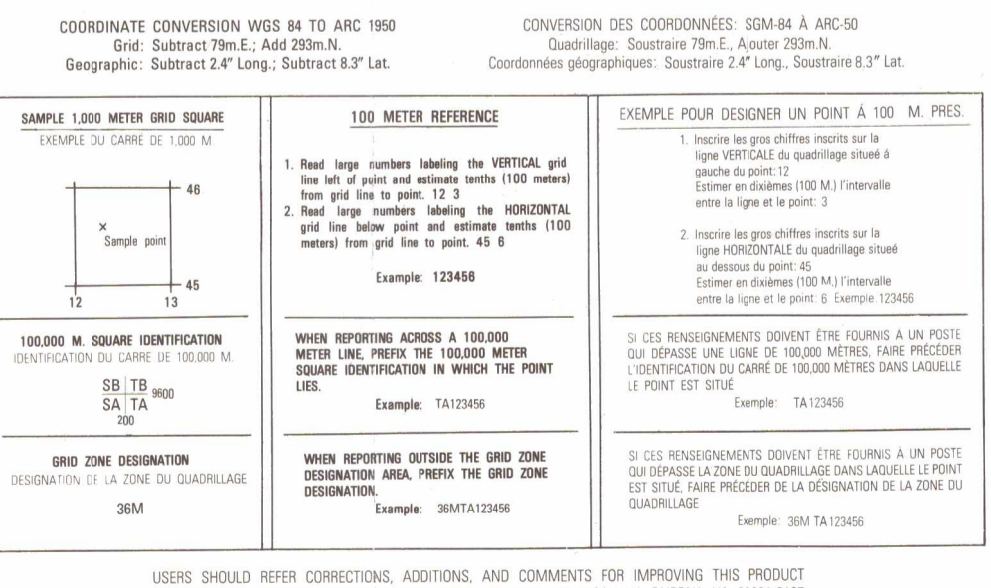 COORDINATE CONVERSION WGS 84 TO ARC 1950
Grid: Subtract 79m.E.; Add 293m.N.
Geographic: Subtract 2.4" Long.; Subtract 8.3" Lat.
CONVERSION DES COORDONNÉES: SGM-84 À ARC-50
Quadrillage: Soustraire 79m.E., Ajouter 293m.N.
Coordonnées géographiques: Soustraire 2.4" Long., Soustraire 8.3" Lat.
SAMPLE 1,000 METER GRID SQUARE
EXEMPLE DU CARRÉ DE 1,000 M
46
×
Sample point
45
12 13
100,000 M. SQUARE IDENTIFICATION
IDENTIFICATION DU CARRÉ DE 100,000 M.
SB TB
9600
SA TA
200
GRID ZONE DESIGNATION
DESIGNATION DE LA ZONE DU QUADRILLAGE
36M
100 METER REFERENCE
1. Read large numbers labeling the VERTICAL grid
line left of point and estimate tenths (100 meters)
from grid line to point. 12 3
2. Read large numbers labeling the HORIZONTAL
grid line below point and estimate tenths (100
meters) from grid line to point. 45 6
Example: 123456
WHEN REPORTING ACROSS A 100,000
METER LINE, PREFIX THE 100,000 METER
SQUARE IDENTIFICATION IN WHICH THE POINT
LIES.
Example: TA123456
WHEN REPORTING OUTSIDE THE GRID ZONE
DESIGNATION AREA, PREFIX THE GRID ZONE
DESIGNATION.
Example: 36MTA123456
EXEMPLE POUR DESIGNER UN POINT Á 100 M. PRES.
1. Inscrire les gros chiffres inscrits sur la
ligne VERTICALE du quadrillage situeé á
gauche du point: 12
Estimer en dixièmes (100 M.) l'intervalle
entre la ligne et le point: 3
2. Inscrire les gros chiffres inscrits sur la
ligne HORIZONTALE du quadrillage situeé
au dessous du point: 45
Estimer en dixièmes (100 M.) l'intervalle
entre la ligne et le point: 6 Exemple 123456
SI CES RENSEIGNEMENTS DOIVENT ÊTRE FOURNIS À UN POSTE
QUI DÉPASSE UNE LIGNE DE 100,000 MÈTRES, FAIRE PRÉCÉDER
L'IDENTIFICATION DU CARRÉ DE 100,000 MÈTRES DANS LAQUELLE
LE POINT EST SITUÉ
Exemple: TA123456
SI CES RENSEIGNEMENTS DOIVENT ÊTRE FOURNIS À UN POSTE
QUI DÉPASSE LA ZONE DU QUADRILLAGE DANS LAQUELLE LE POINT
EST SITUÉ, FAIRE PRÉCÉDER DE LA DÉSIGNATION DE LA ZONE DU
QUADRILLAGE
Exemple: 36M TA123456
USERS SHOULD REFER CORRECTIONS, ADDITIONS, AND COMMENTS FOR IMPROVING THIS PRODUCT